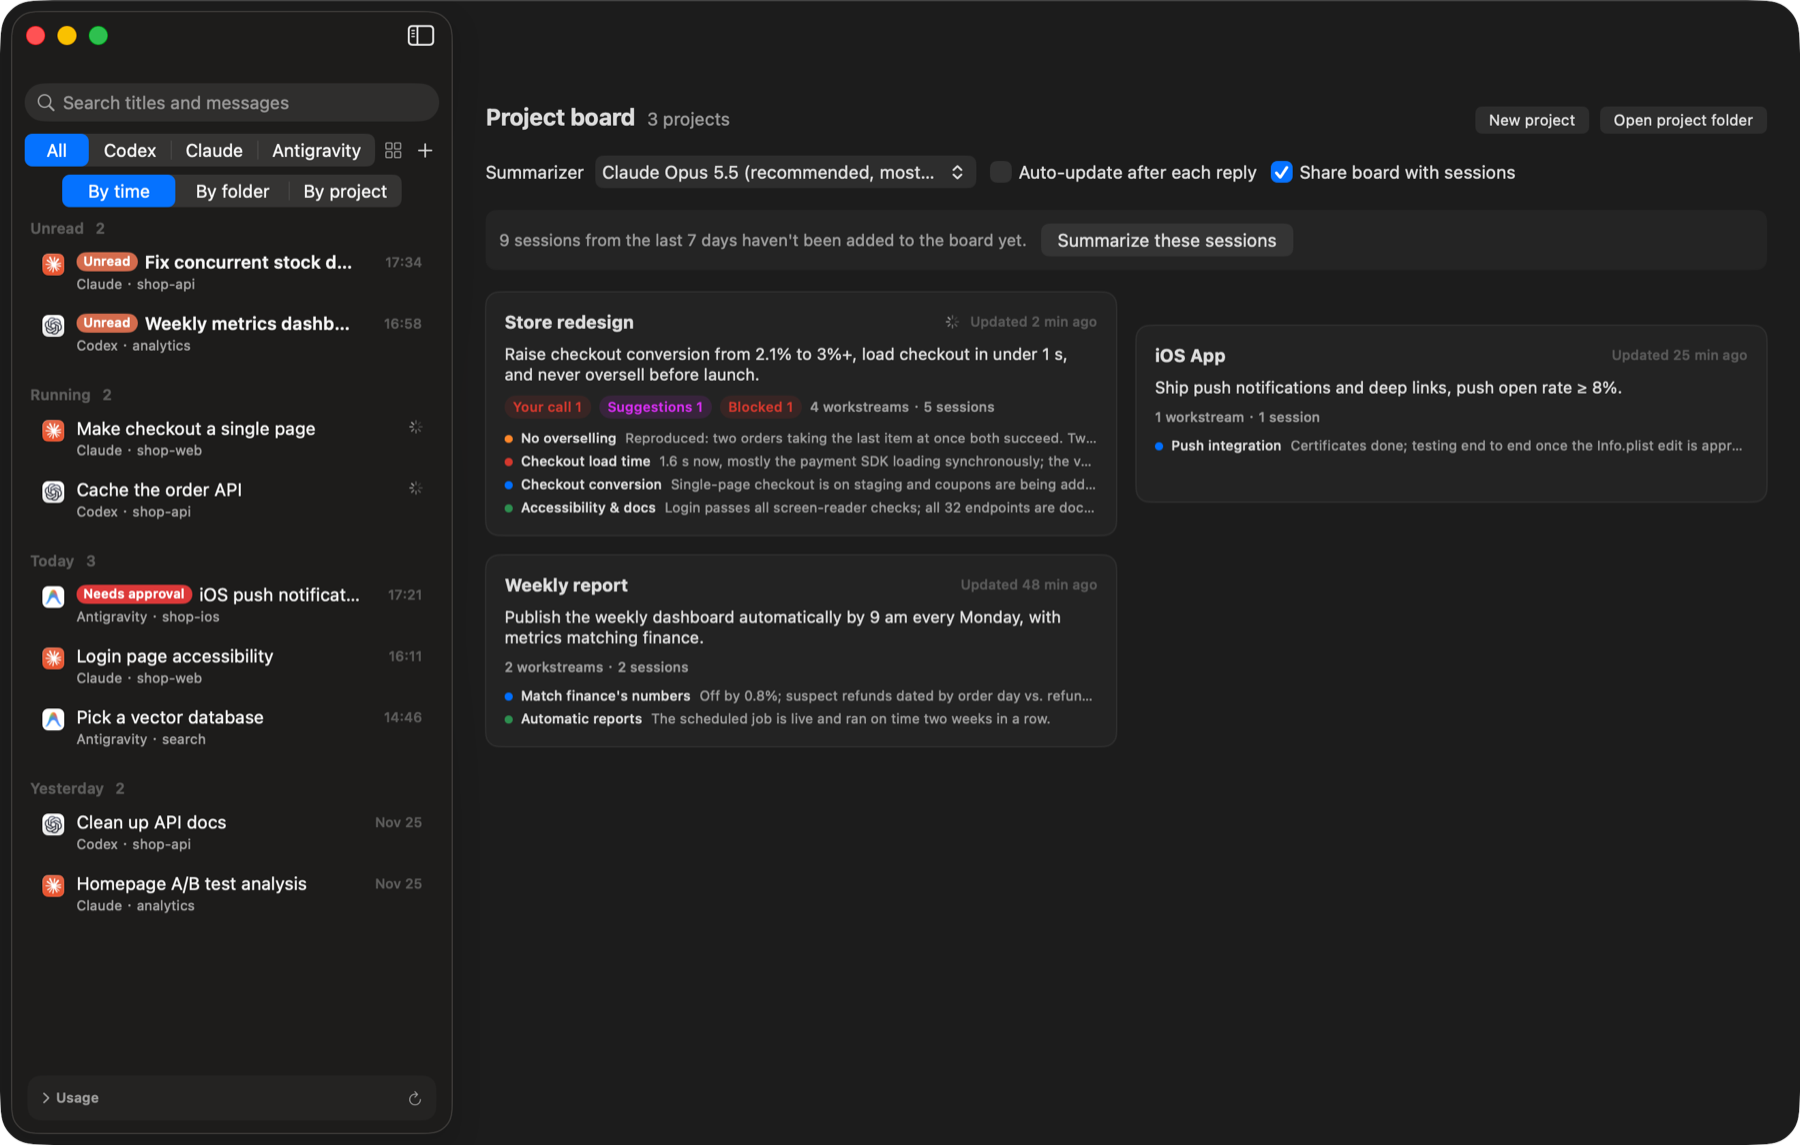 Search titles and messages
All Codex Claude Antigravity
By time By folder By project
Unread 2
Unread Fix concurrent stock d... 17:34
Claude · shop-api
Unread Weekly metrics dashb... 16:58
Codex · analytics
Running 2
Make checkout a single page
Claude · shop-web
Cache the order API
Codex · shop-api
Today 3
Needs approval iOS push notificat... 17:21
Antigravity · shop-ios
Login page accessibility 16:11
Claude · shop-web
Pick a vector database 14:46
Antigravity · search
Yesterday 2
Clean up API docs Nov 25
Codex · shop-api
Homepage A/B test analysis Nov 25
Claude · analytics
Usage
Project board 3 projects
New project Open project folder
Summarizer Claude Opus 5.5 (recommended, most... Auto-update after each reply Share board with sessions
9 sessions from the last 7 days haven't been added to the board yet. Summarize these sessions
Store redesign Updated 2 min ago
Raise checkout conversion from 2.1% to 3%+, load checkout in under 1 s,
and never oversell before launch.
Your call 1 Suggestions 1 Blocked 1 4 workstreams · 5 sessions
No overselling Reproduced: two orders taking the last item at once both succeed. Tw...
Checkout load time 1.6 s now, mostly the payment SDK loading synchronously; the v...
Checkout conversion Single-page checkout is on staging and coupons are being add...
Accessibility & docs Login passes all screen-reader checks; all 32 endpoints are doc...
iOS App Updated 25 min ago
Ship push notifications and deep links, push open rate ≥ 8%.
1 workstream · 1 session
Push integration Certificates done; testing end to end once the Info.plist edit is appr...
Weekly report Updated 48 min ago
Publish the weekly dashboard automatically by 9 am every Monday, with
metrics matching finance.
2 workstreams · 2 sessions
Match finance's numbers Off by 0.8%; suspect refunds dated by order day vs. refun...
Automatic reports The scheduled job is live and ran on time two weeks in a row.